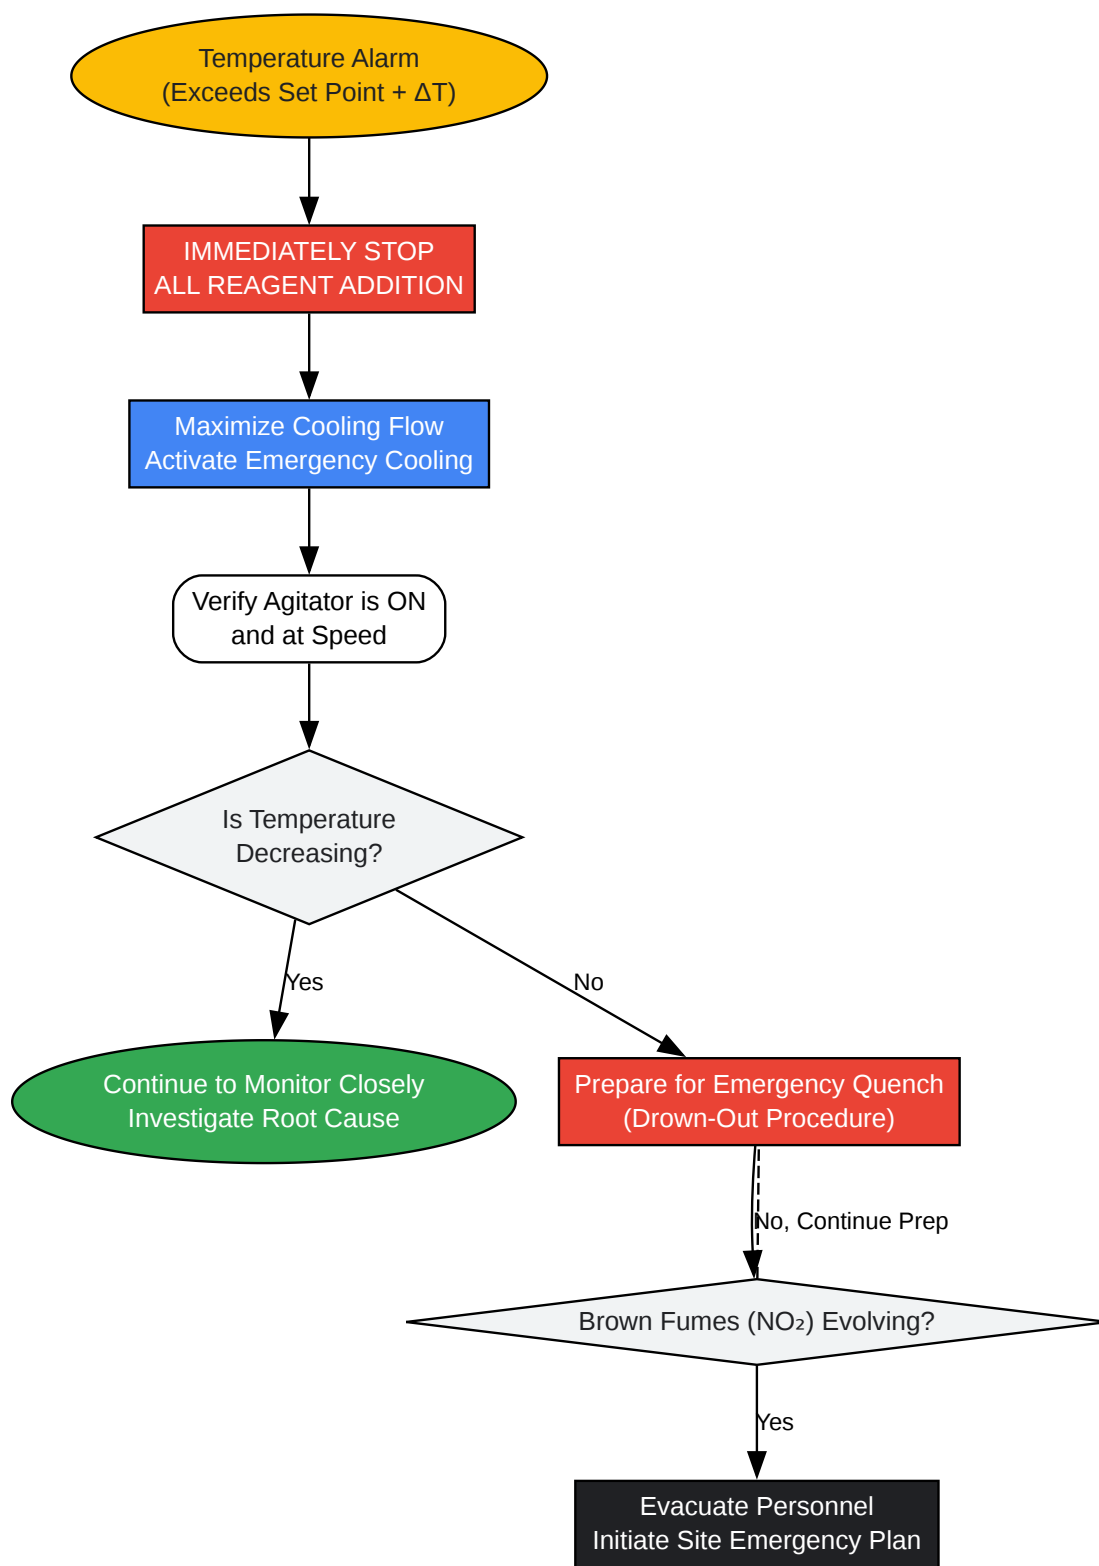 Temperature Alarm
(Exceeds Set Point + ΔT)
IMMEDIATELY STOP
ALL REAGENT ADDITION
Maximize Cooling Flow
Activate Emergency Cooling
Verify Agitator is ON
and at Speed
Is Temperature
Decreasing?
Yes
No
Continue to Monitor Closely
Investigate Root Cause
Prepare for Emergency Quench
(Drown-Out Procedure)
No, Continue Prep
Brown Fumes (NO₂) Evolving?
Yes
Evacuate Personnel
Initiate Site Emergency Plan